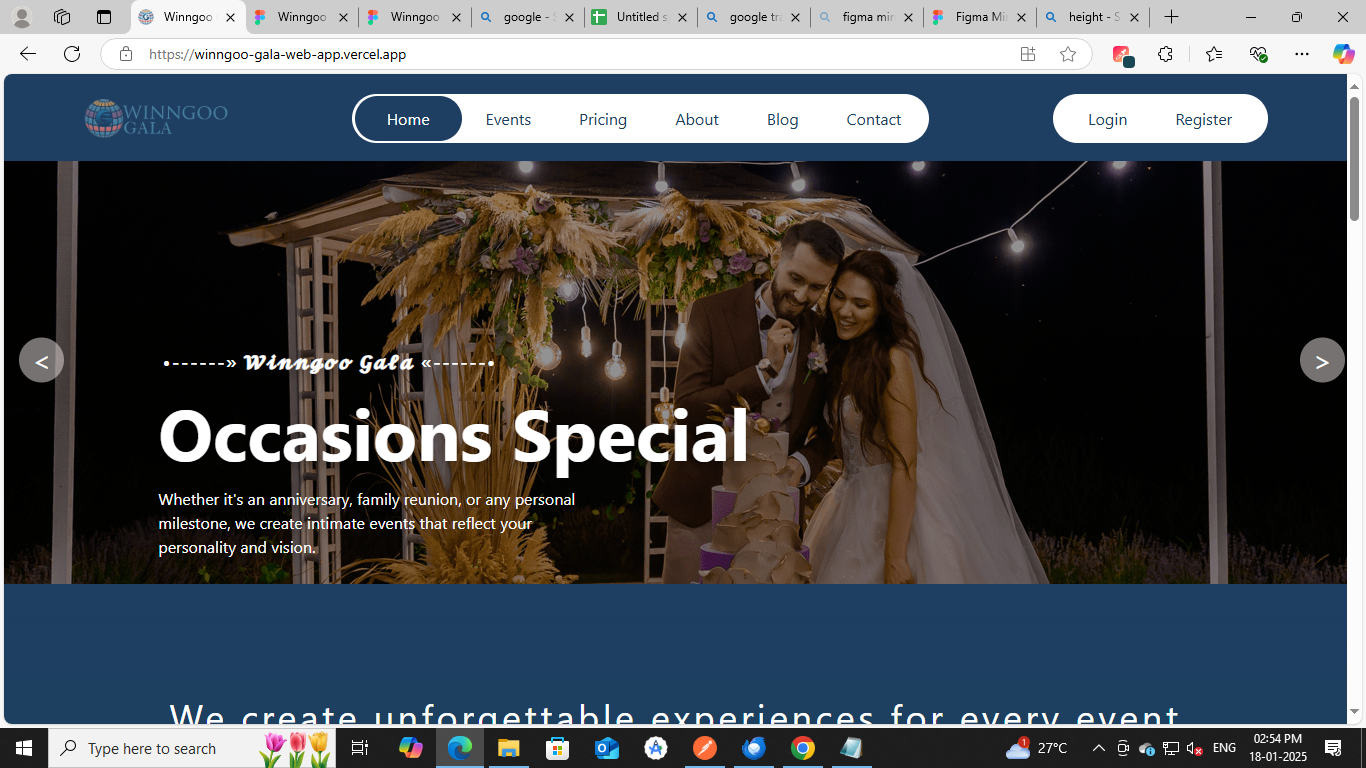 Winngoo
Winngoo
Winngoo
google - S
Untitled s
google tra
figma mir
Figma Mir
height - S
https://winngoo-gala-web-app.vercel.app
WINNGOO
GALA
Home Events Pricing About Blog Contact
Login Register
•------» Winngoo Gala «------•
< >
Occasions Special
Whether it's an anniversary, family reunion, or any personal
milestone, we create intimate events that reflect your
personality and vision.
We create unforgettable experiences for every event
Type here to search
1
27°C
ENG
02:54 PM
18-01-2025